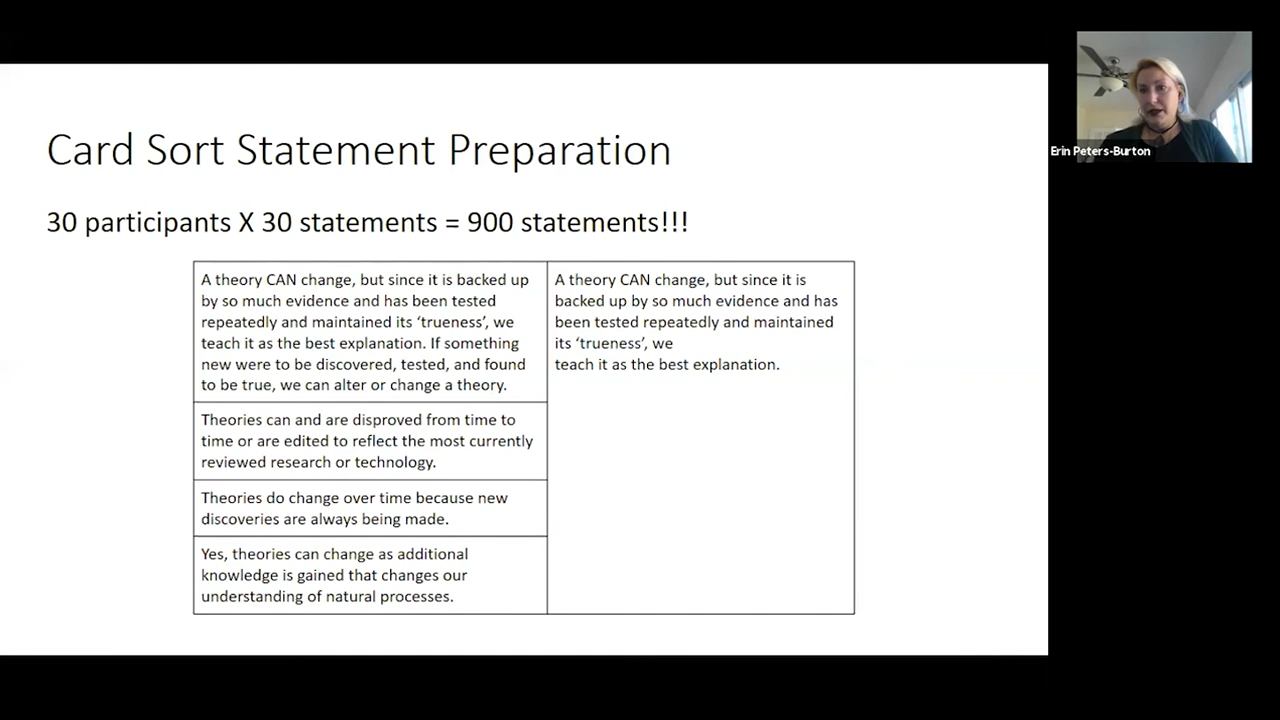 Card Sort Statement Preparation
30 participants X 30 statements = 900 statements!!!
A theory CAN change, but since it is backed up
by so much evidence and has been tested
repeatedly and maintained its ‘trueness’, we
teach it as the best explanation. If something
new were to be discovered, tested, and found
to be true, we can alter or change a theory.
Theories can and are disproved from time to
time or are edited to reflect the most currently
reviewed research or technology.
Theories do change over time because new
discoveries are always being made.
Yes, theories can change as additional
knowledge is gained that changes our
understanding of natural processes.
A theory CAN change, but since it is
backed up by so much evidence and has
been tested repeatedly and maintained
its ‘trueness’, we
teach it as the best explanation.
Erin Peters-Burton